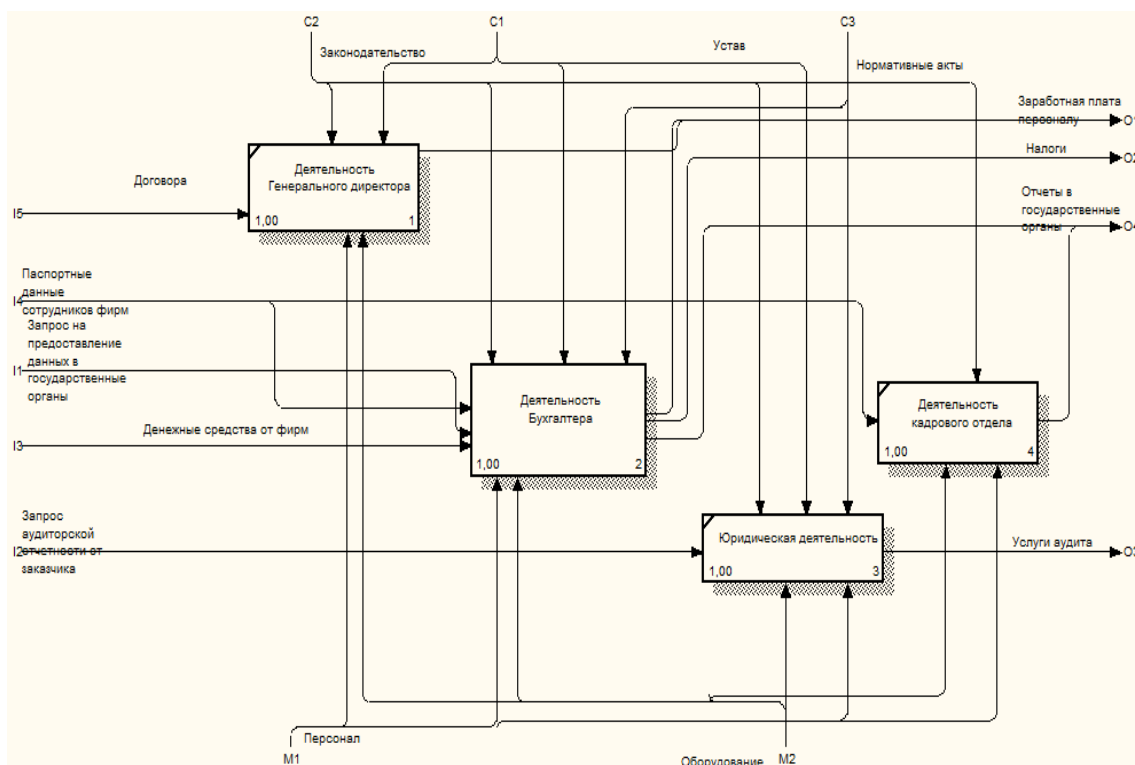 C2
C1
C3
Законодательство
Устав
Нормативные акты
Заработная плата
персоналу
O1
Налоги
O2
Отчеты в
государственные
органы
O4
Деятельность
Генерального директора
1,00
1
Договора
I5
Паспортные
данные
сотрудников фирм
I4
Запрос на
предоставление
данных в
государственные
органы
I1
Денежные средства от фирм
I3
Деятельность
Бухгалтера
1,00
2
Деятельность
кадрового отдела
1,00
4
Запрос
аудиторской
отчетности от
заказчика
I2
Юридическая деятельность
1,00
3
Услуги аудита
O3
Персонал
M1
Оборудование
M2